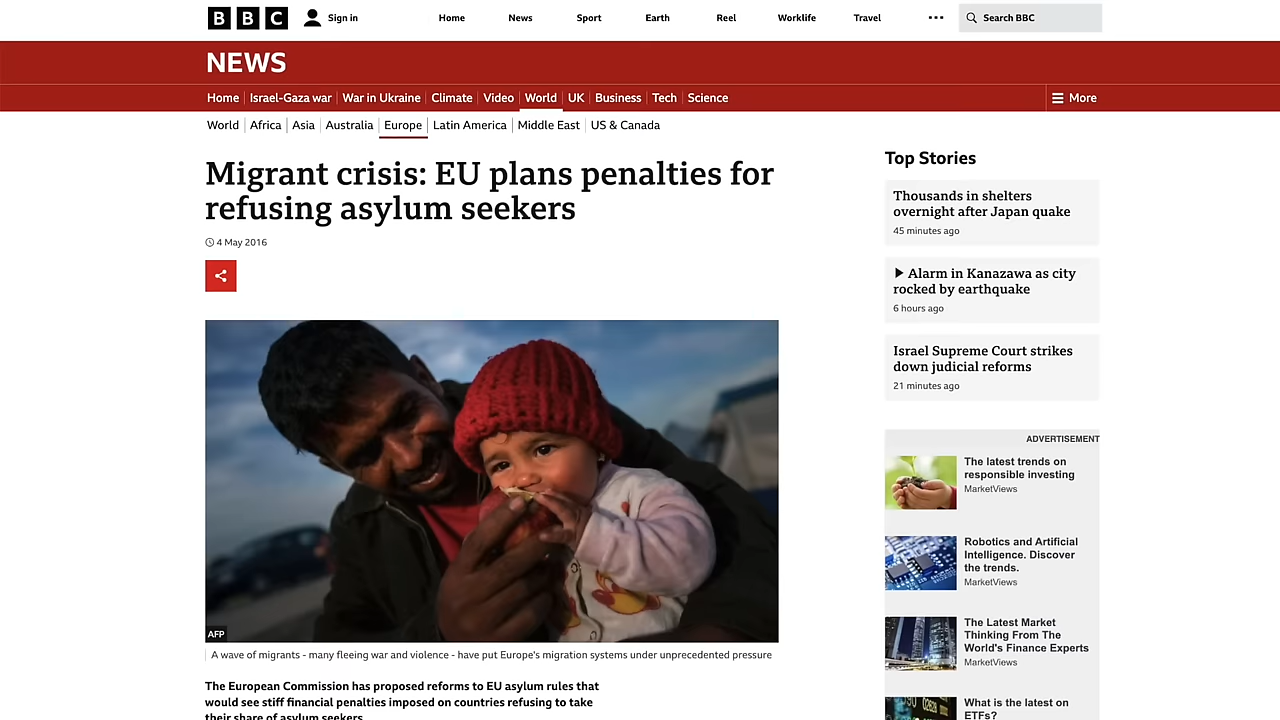 BBC
Sign in
Home
News
Sport
Earth
Reel
Worklife
Travel
Search BBC
NEWS
Home
Israel-Gaza war
War in Ukraine
Climate
Video
World
UK
Business
Tech
Science
More
World
Africa
Asia
Australia
Europe
Latin America
Middle East
US & Canada
Migrant crisis: EU plans penalties for
refusing asylum seekers
4 May 2016
AFP
A wave of migrants - many fleeing war and violence - have put Europe's migration systems under unprecedented pressure
The European Commission has proposed reforms to EU asylum rules that
would see stiff financial penalties imposed on countries refusing to take
their share of asylum seekers
Top Stories
Thousands in shelters
overnight after Japan quake
45 minutes ago
Alarm in Kanazawa as city
rocked by earthquake
6 hours ago
Israel Supreme Court strikes
down judicial reforms
21 minutes ago
ADVERTISEMENT
The latest trends on
responsible investing
MarketViews
Robotics and Artificial
Intelligence. Discover
the trends.
MarketViews
The Latest Market
Thinking From The
World's Finance Experts
MarketViews
What is the latest on
ETFs?